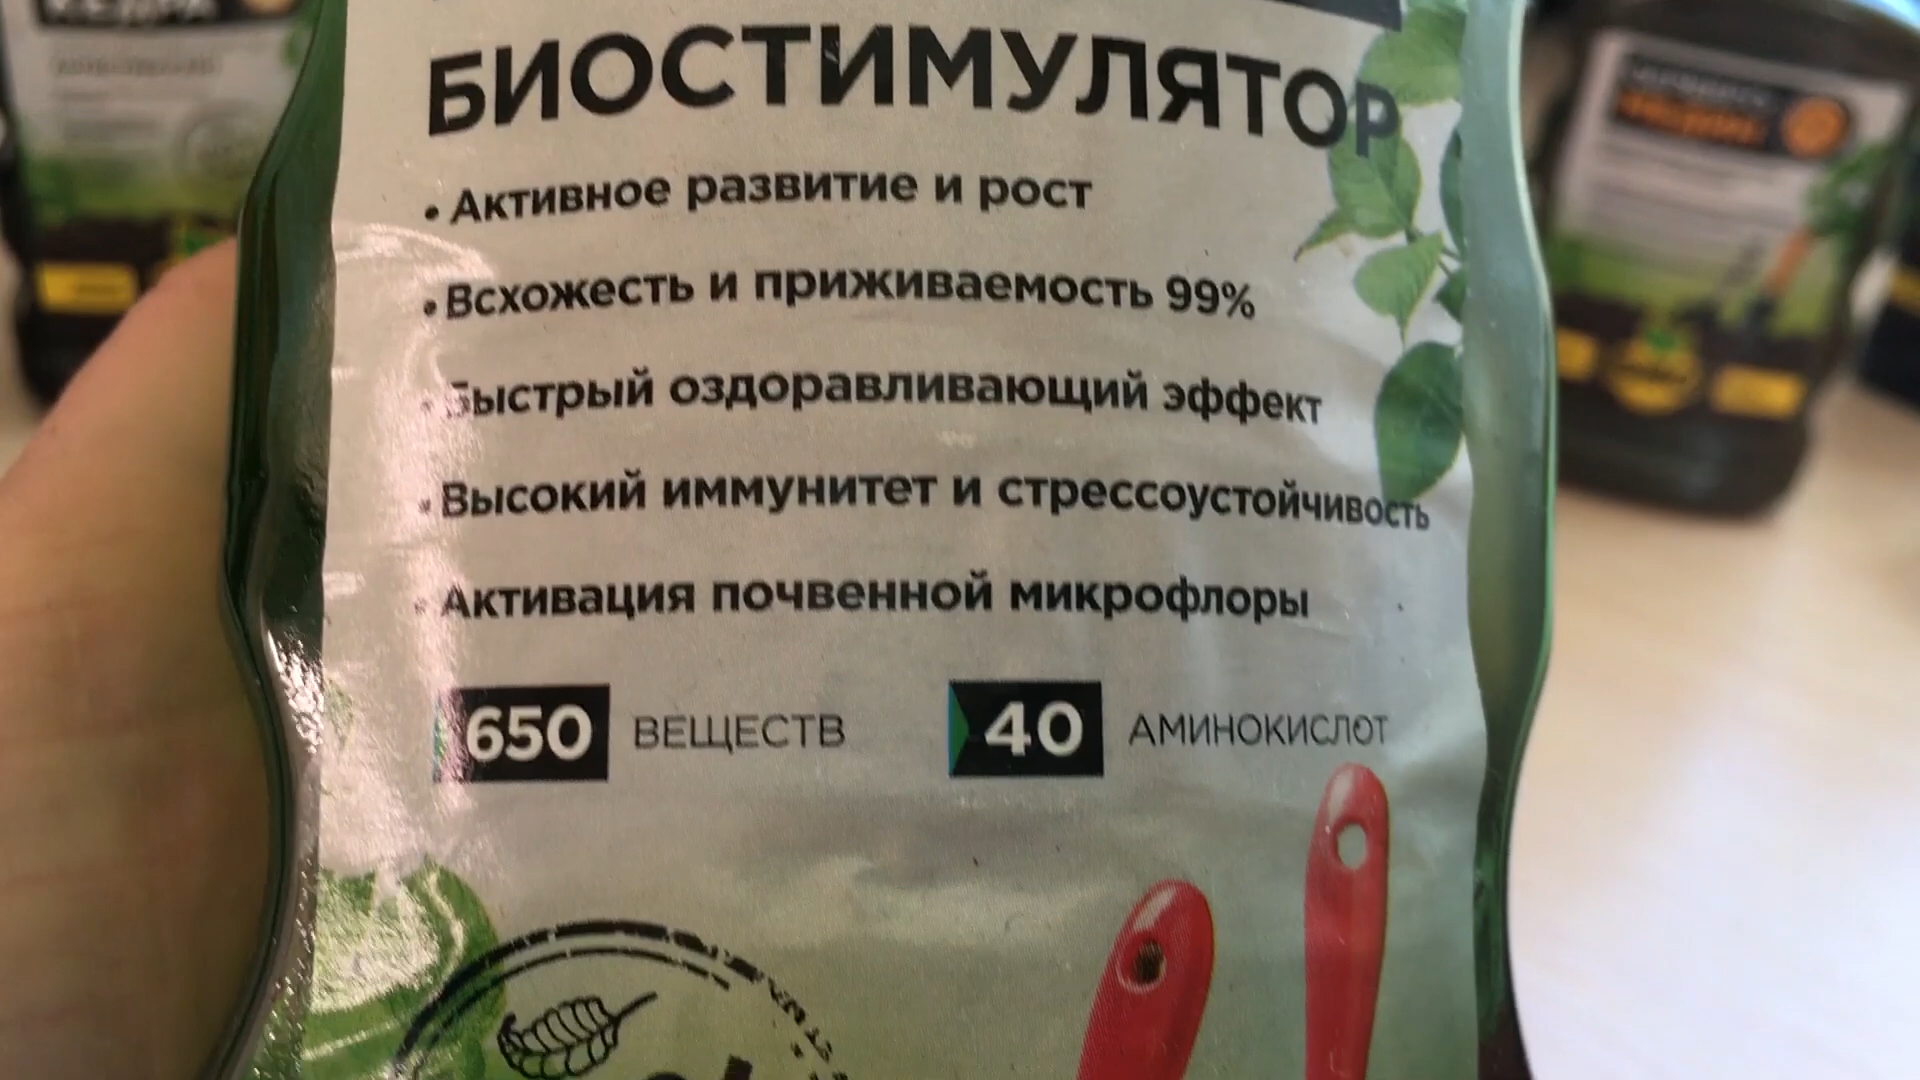 БИОСТИМУЛЯТОР
• Активное развитие и рост
• Всхожесть и приживаемость 99%
• Быстрый оздоравливающий эффект
• Высокий иммунитет и стрессоустойчивость
• Активация почвенной микрофлоры
650 ВЕЩЕСТВ 40 АМИНОКИСЛОТ